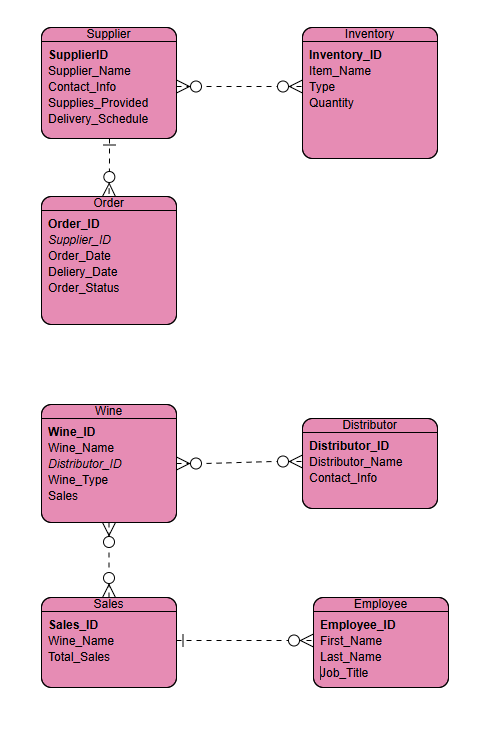 Supplier
SupplierID
Supplier_Name
Contact_Info
Supplies_Provided
Delivery_Schedule
Inventory
Inventory_ID
Item_Name
Type
Quantity
Order
Order_ID
Supplier_ID
Order_Date
Deliery_Date
Order_Status
Wine
Wine_ID
Wine_Name
Distributor_ID
Wine_Type
Sales
Distributor
Distributor_ID
Distributor_Name
Contact_Info
Sales
Sales_ID
Wine_Name
Total_Sales
Employee
Employee_ID
First_Name
Last_Name
Job_Title